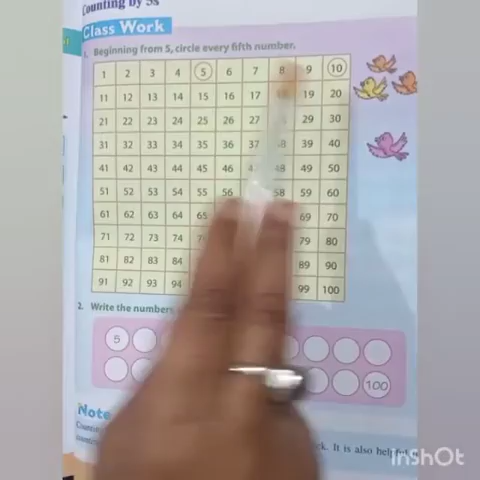 Counting by 5s
Class Work
1. Beginning from 5, circle every fifth number.
1 2 3 4 5 6 7 8 9 10
11 12 13 14 15 16 17 19 20
21 22 23 24 25 26 27 29 30
31 32 33 34 35 36 37 38 39 40
41 42 43 44 45 46 48 49 50
51 52 53 54 55 56 58 59 60
61 62 63 64 65 69 70
71 72 73 74 79 80
81 82 83 84 89 90
91 92 93 94 99 100
2. Write the numbers
5
100
Note
Counting
It is also helpful
InShOt